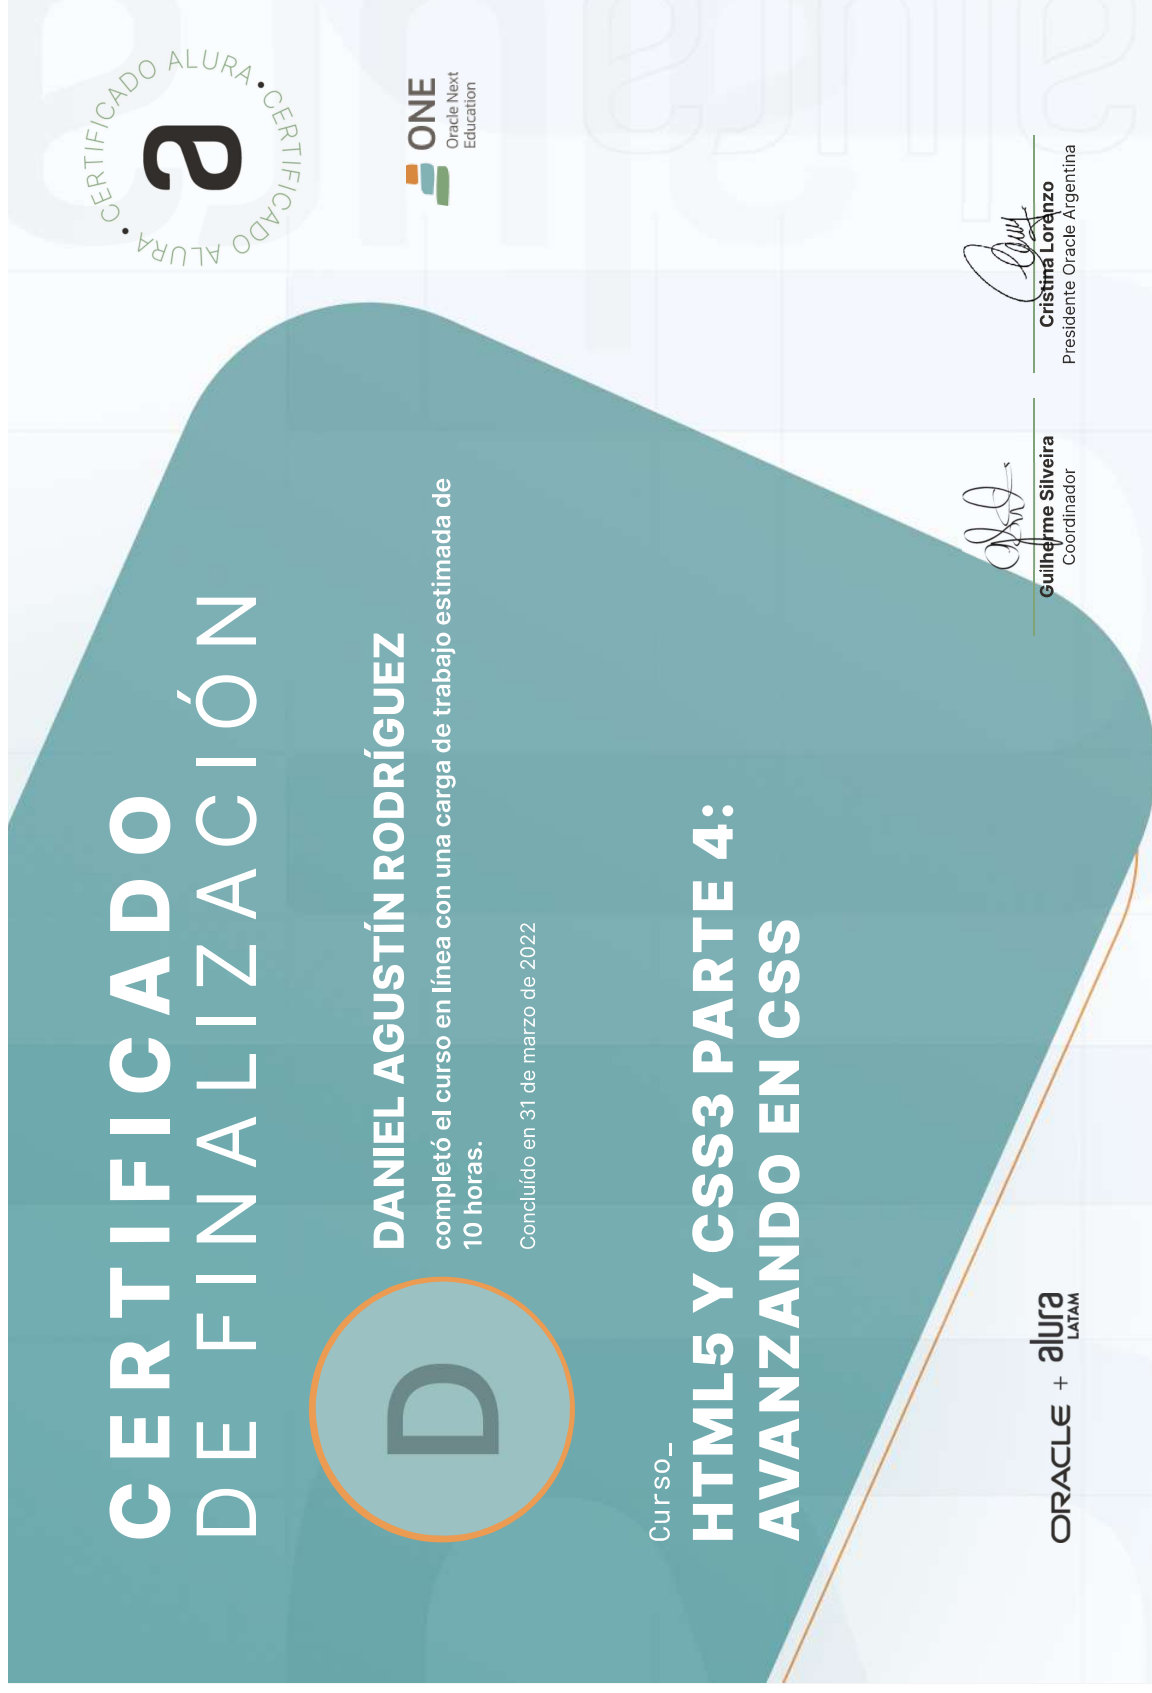 CERTIFICADO
DE FINALIZACIÓN
CERTIFICADO ALURA • CERTIFICADO ALURA •
a
ONE
Oracle Next
Education
D
DANIEL AGUSTÍN RODRÍGUEZ
completó el curso en línea con una carga de trabajo estimada de
10 horas.
Concluído en 31 de marzo de 2022
Curso_
HTML5 Y CSS3 PARTE 4:
AVANZANDO EN CSS
ORACLE + alura
LATAM
Guilherme Silveira
Coordinador
Cristina Lorenzo
Presidente Oracle Argentina